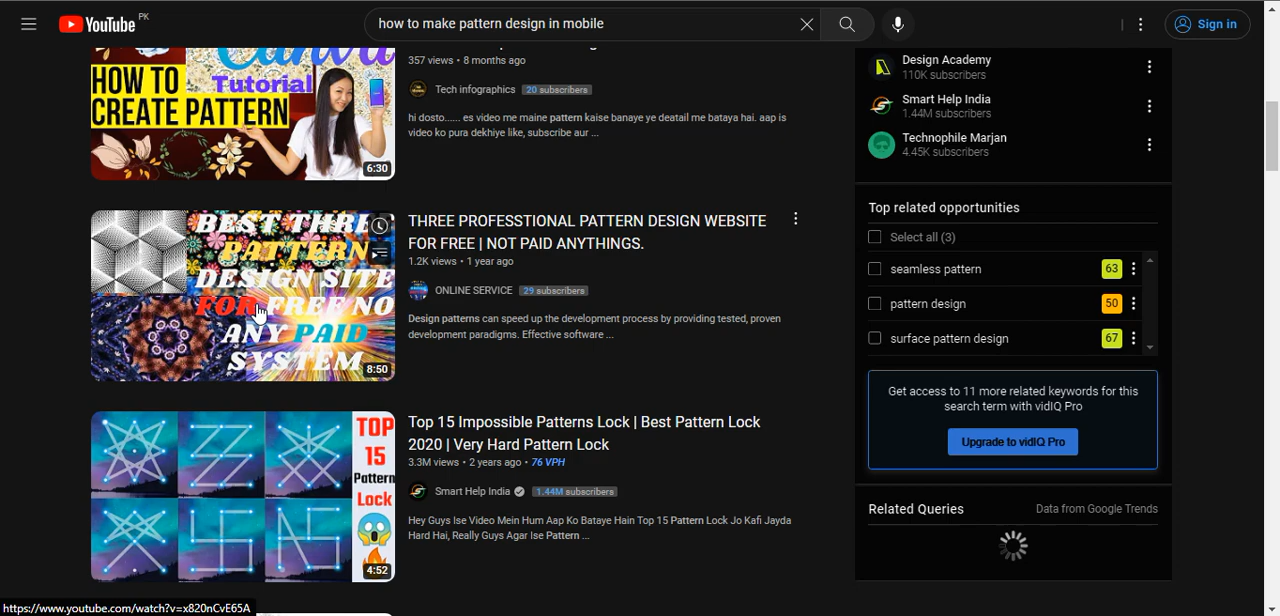 YouTube PK
how to make pattern design in mobile
Sign in
Canva
HOW TO
Tutorial
CREATE PATTERN
6:30
357 views • 8 months ago
Tech infographics 20 subscribers
hi dosto...... es video me maine pattern kaise banaye ye deatail me bataya hai. aap is
video ko pura dekhiye like, subscribe aur ...
BEST THRE
PATTERN
DESIGN SITE
FOR FREE NO
ANY PAID
SYSTEM
8:50
THREE PROFESSTIONAL PATTERN DESIGN WEBSITE
FOR FREE | NOT PAID ANYTHINGS.
1.2K views • 1 year ago
ONLINE SERVICE 29 subscribers
Design patterns can speed up the development process by providing tested, proven
development paradigms. Effective software ...
TOP
15
Pattern
Lock
4:52
Top 15 Impossible Patterns Lock | Best Pattern Lock
2020 | Very Hard Pattern Lock
3.3M views • 2 years ago • 76 VPH
Smart Help India 1.44M subscribers
Hey Guys Ise Video Mein Hum Aap Ko Bataye Hain Top 15 Pattern Lock Jo Kafi Jayda
Hard Hai, Really Guys Agar Ise Pattern ...
Design Academy
110K subscribers
Smart Help India
1.44M subscribers
Technophile Marjan
4.45K subscribers
Top related opportunities
Select all (3)
seamless pattern 63
pattern design 50
surface pattern design 67
Get access to 11 more related keywords for this
search term with vidIQ Pro
Upgrade to vidIQ Pro
Related Queries Data from Google Trends
https://www.youtube.com/watch?v=x820nCvE65A